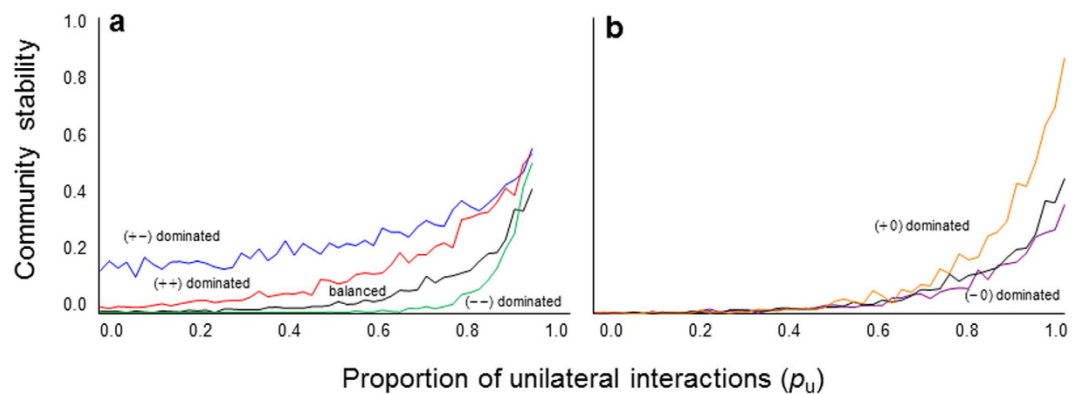 a
b
Community stability
1.0
0.8
0.6
0.4
0.2
0.0
(+−) dominated
(++) dominated
balanced
(−−) dominated
(+0) dominated
(−0) dominated
0.0 0.2 0.4 0.6 0.8 1.0
0.0 0.2 0.4 0.6 0.8 1.0
Proportion of unilateral interactions (pu)